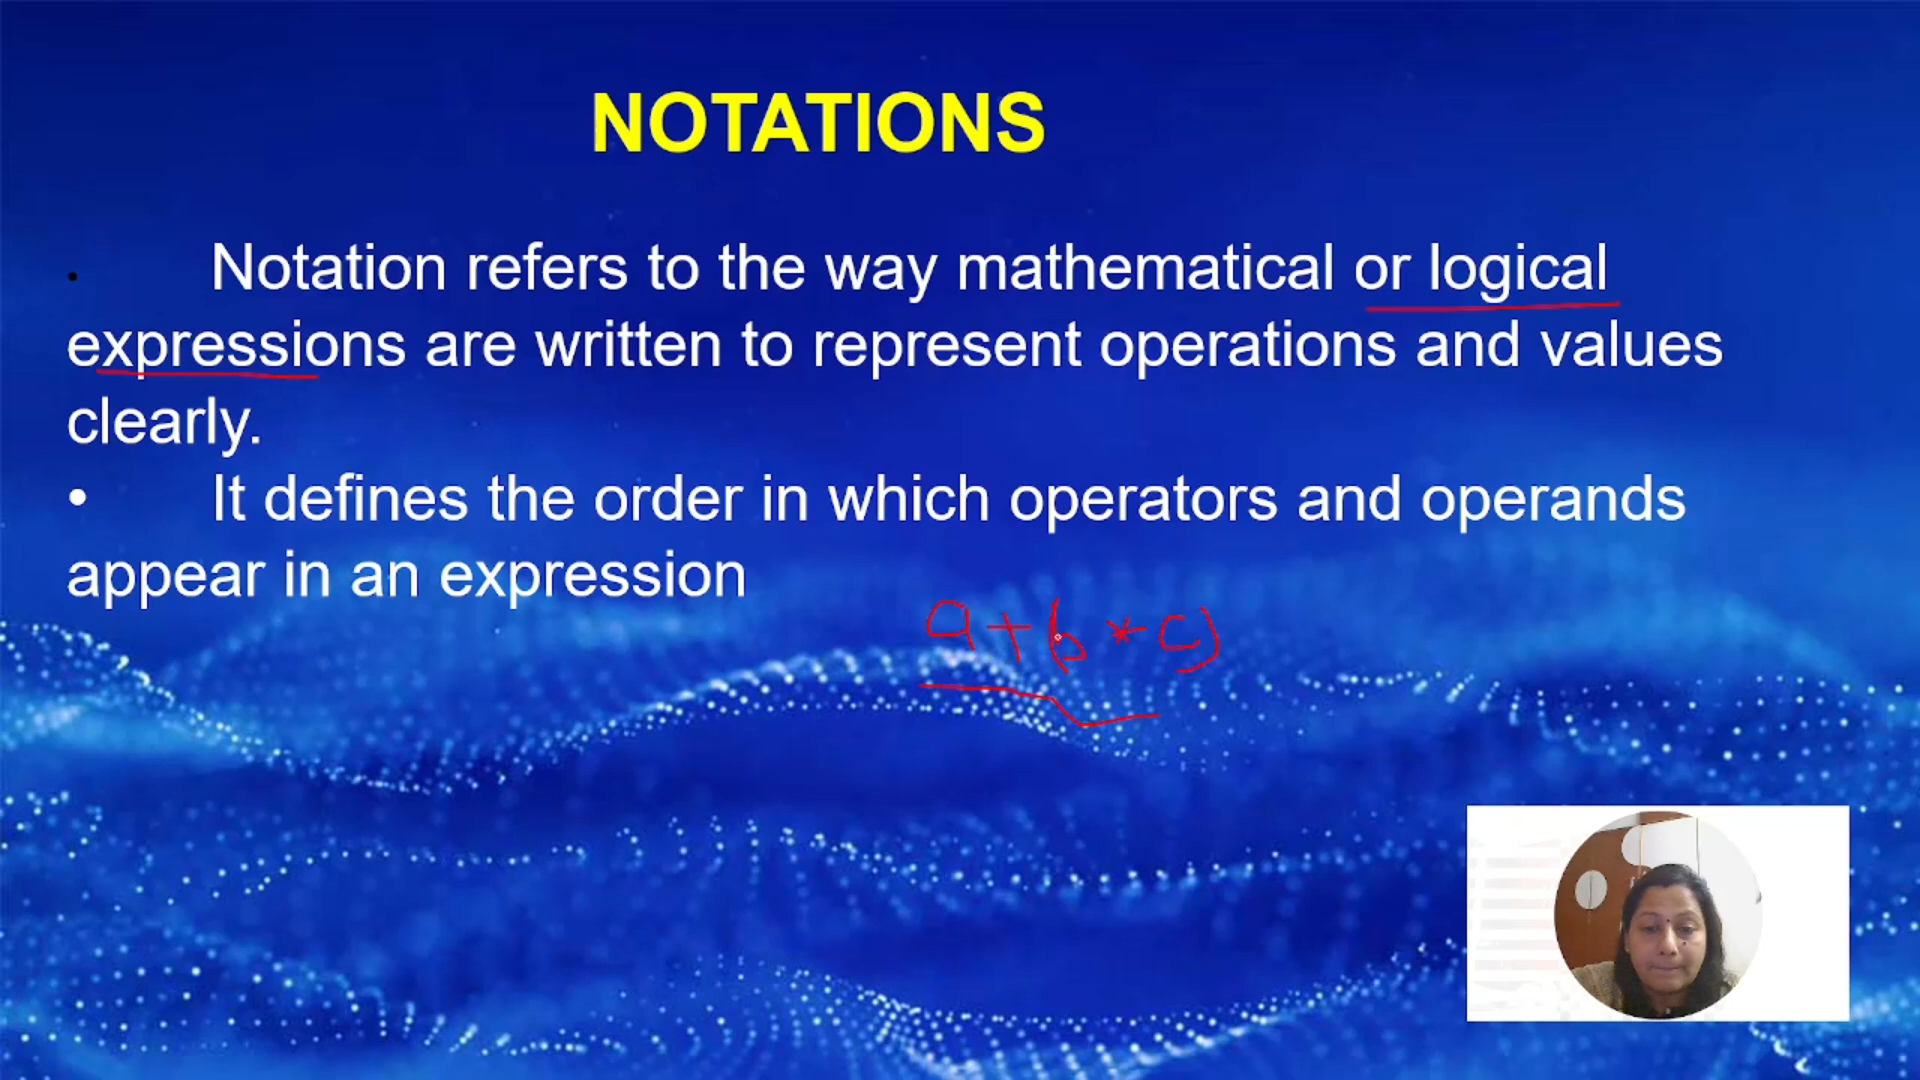 NOTATIONS
• Notation refers to the way mathematical or logical
expressions are written to represent operations and values
clearly.
• It defines the order in which operators and operands
appear in an expression
a+b*c)